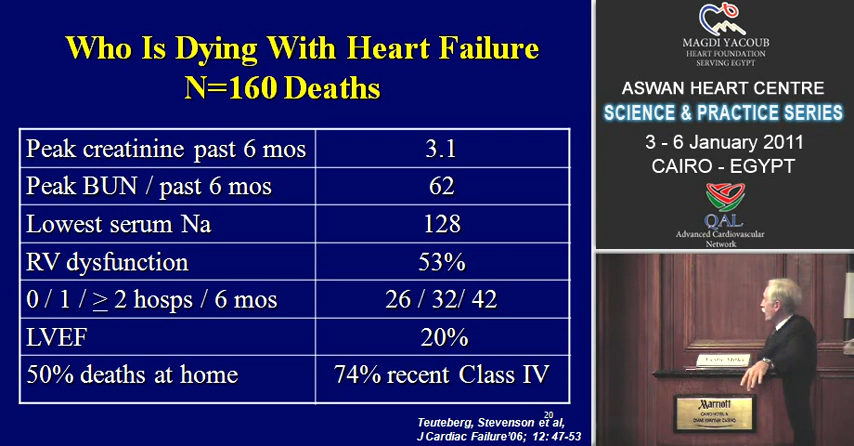 Who Is Dying With Heart Failure
N=160 Deaths
Peak creatinine past 6 mos 3.1
Peak BUN / past 6 mos 62
Lowest serum Na 128
RV dysfunction 53%
0 / 1 / ≥ 2 hosps / 6 mos 26 / 32/ 42
LVEF 20%
50% deaths at home 74% recent Class IV
20
Teuteberg, Stevenson et al,
J Cardiac Failure'06; 12: 47-53
MAGDI YACOUB
HEART FOUNDATION
SERVING EGYPT
ASWAN HEART CENTRE
SCIENCE & PRACTICE SERIES
3 - 6 January 2011
CAIRO - EGYPT
QAL
Advanced Cardiovascular
Network
Marriott